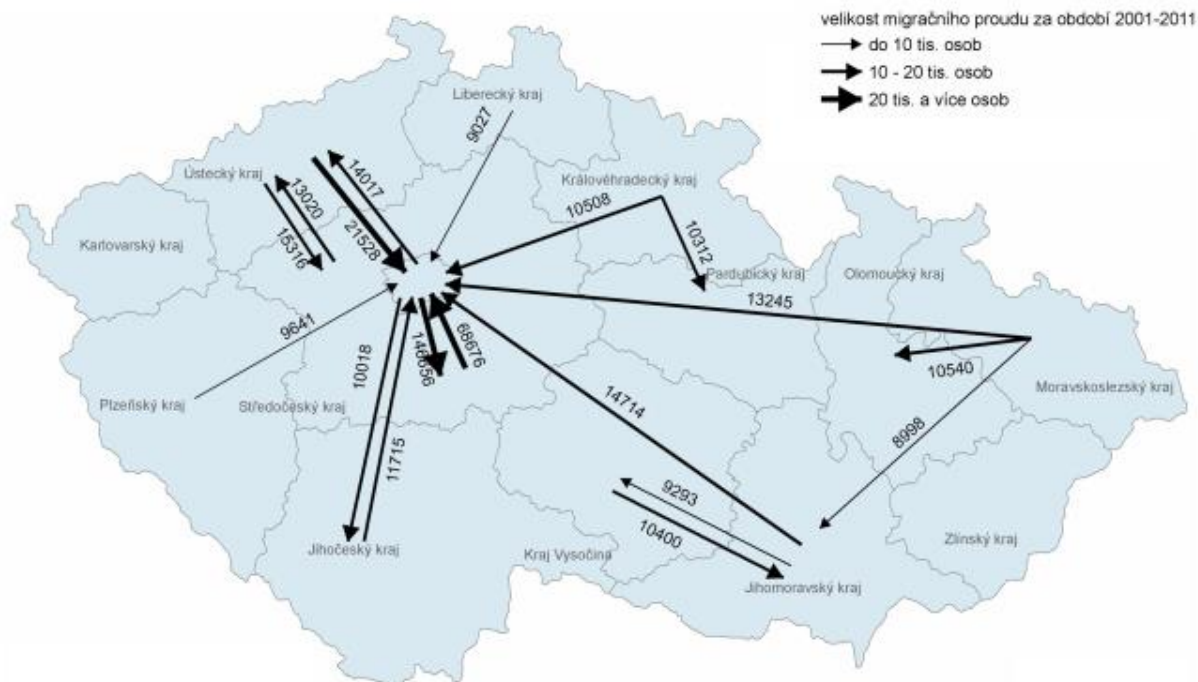 velikost migračního proudu za období 2001-2011
do 10 tis. osob
10 - 20 tis. osob
20 tis. a více osob
Liberecký kraj
9027
Ústecký kraj
14017
13020
21528
15316
Královéhradecký kraj
10508
10312
Karlovarský kraj
Pardubický kraj
Olomoucký kraj
13245
9641
10018
146656
68676
10540
Moravskoslezský kraj
Plzeňský kraj
Středočeský kraj
14714
8998
11715
9293
10400
Jihočeský kraj
Kraj Vysočina
Zlínský kraj
Jihomoravský kraj